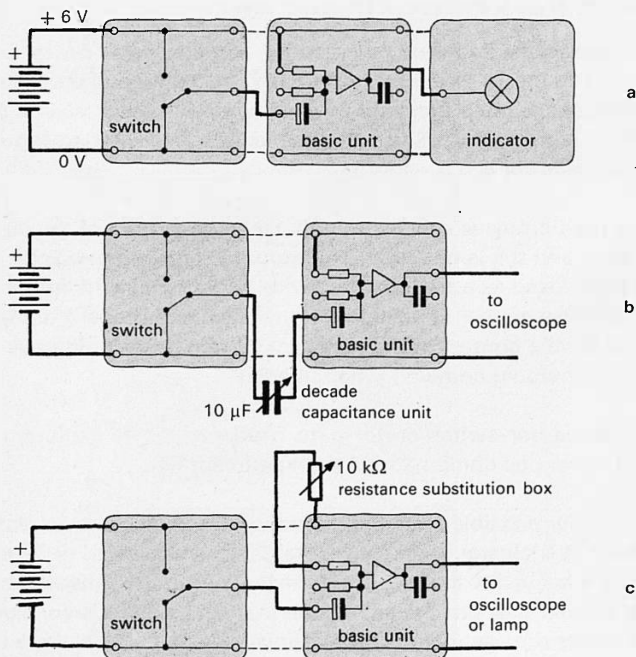 + 6 V
+
a
switch
basic unit
indicator
0 V
+
b
to
oscilloscope
switch
basic unit
10 µF
decade
capacitance unit
10 kΩ
resistance substitution box
+
c
to
oscilloscope
or lamp
switch
basic unit